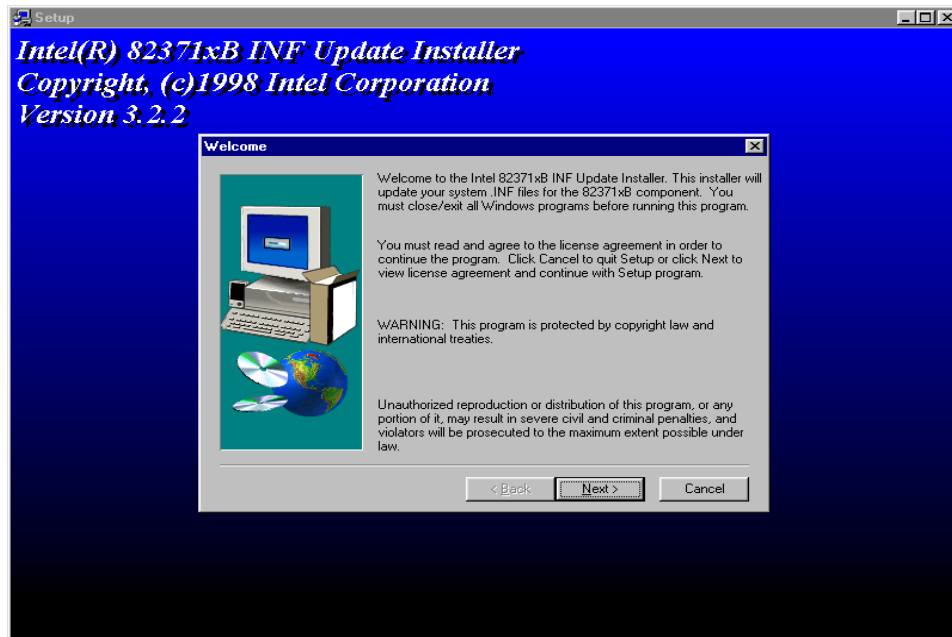 Setup
Intel(R) 82371xB INF Update Installer
Copyright, (c)1998 Intel Corporation
Version 3.2.2
Welcome
Welcome to the Intel 82371xB INF Update Installer. This installer will
update your system .INF files for the 82371xB component.  You
must close/exit all Windows programs before running this program.
You must read and agree to the license agreement in order to
continue the program.  Click Cancel to quit Setup or click Next to
view license agreement and continue with Setup program.
WARNING:  This program is protected by copyright law and
international treaties.
Unauthorized reproduction or distribution of this program, or any
portion of it, may result in severe civil and criminal penalties, and
violators will be prosecuted to the maximum extent possible under
law.
< Back
Next >
Cancel